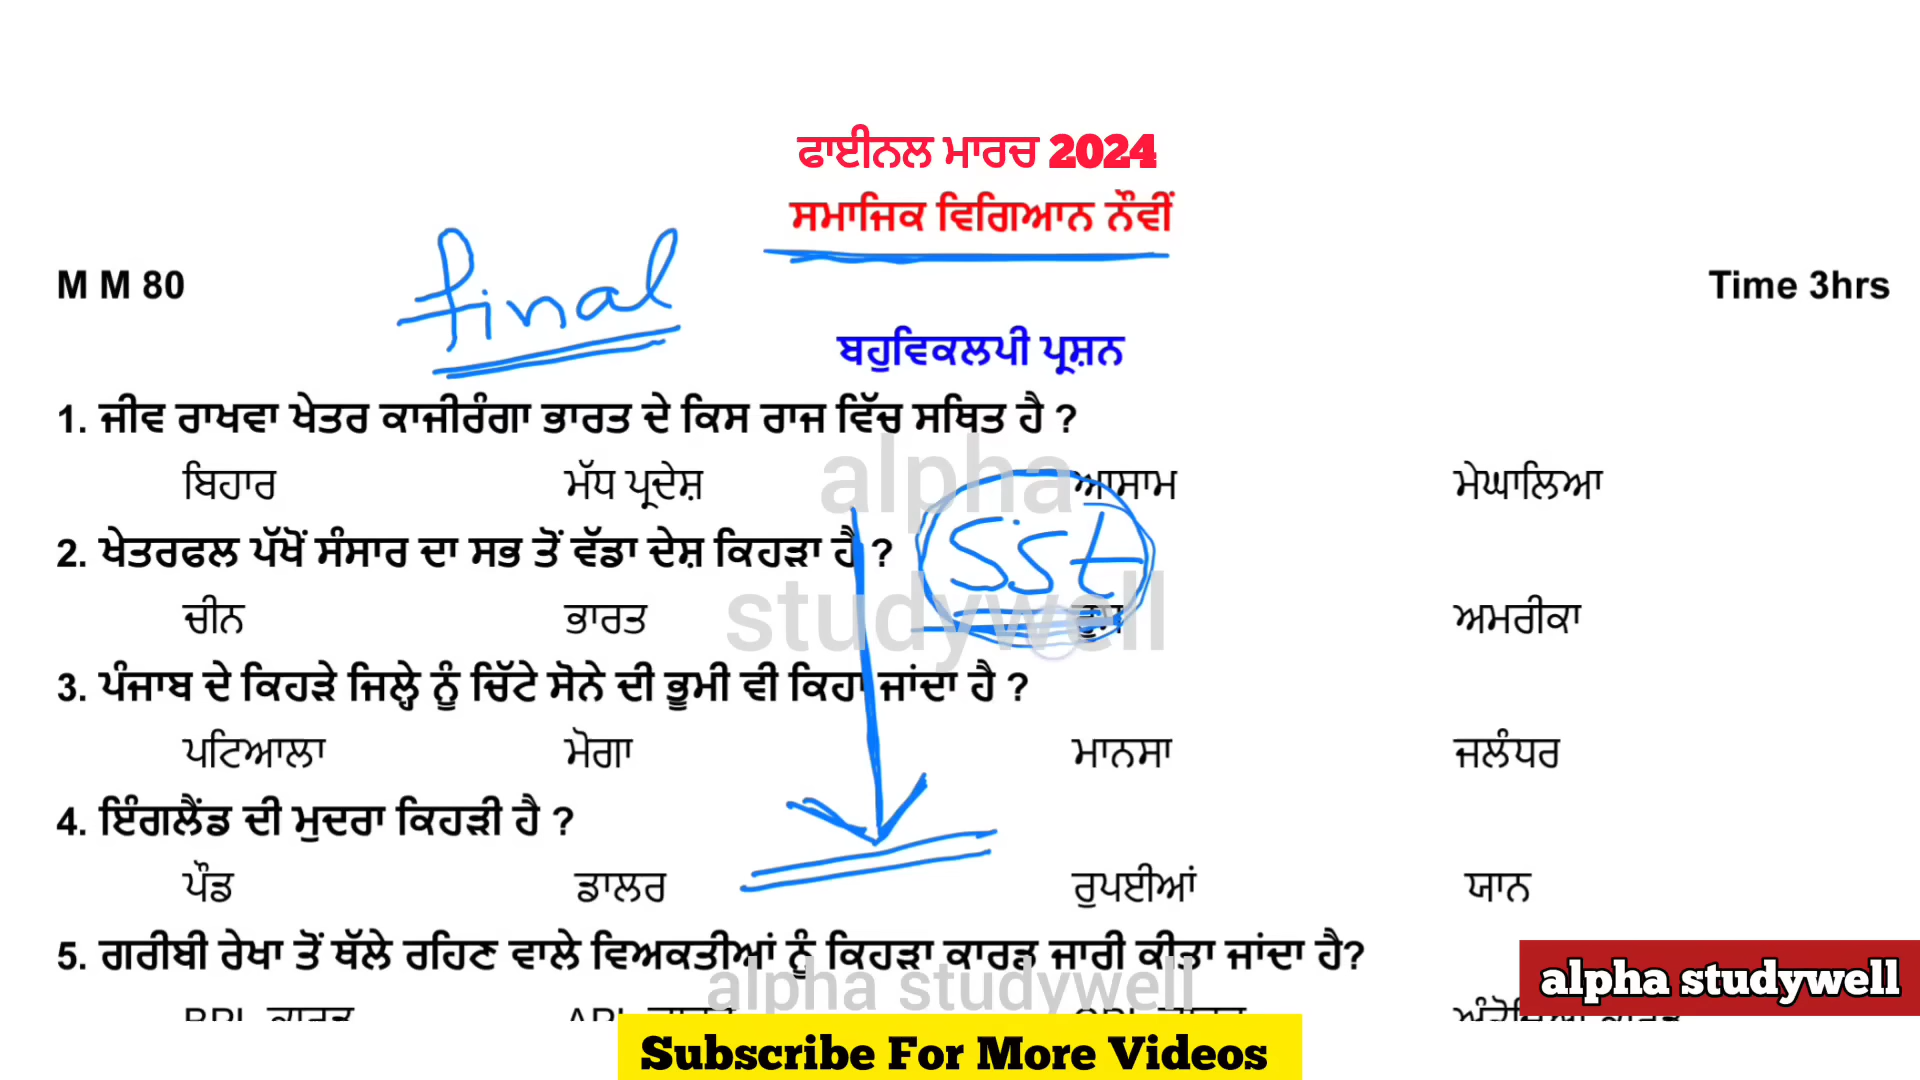 ਫਾਈਨਲ ਮਾਰਚ 2024
ਸਮਾਜਿਕ ਵਿਗਿਆਨ ਨੌਵੀਂ
final
M M 80 Time 3hrs
ਬਹੁਵਿਕਲਪੀ ਪ੍ਰਸ਼ਨ
1. ਜੀਵ ਰਾਖਵਾ ਖੇਤਰ ਕਾਜੀਰੰਗਾ ਭਾਰਤ ਦੇ ਕਿਸ ਰਾਜ ਵਿੱਚ ਸਥਿਤ ਹੈ ?
ਬਿਹਾਰ ਮੱਧ ਪ੍ਰਦੇਸ਼ ਆਸਾਮ ਮੇਘਾਲਿਆ
alpha
2. ਖੇਤਰਫਲ ਪੱਖੋਂ ਸੰਸਾਰ ਦਾ ਸਭ ਤੋਂ ਵੱਡਾ ਦੇਸ਼ ਕਿਹੜਾ ਹੈ ?
sst
ਚੀਨ ਭਾਰਤ ਅਮਰੀਕਾ
studywell
3. ਪੰਜਾਬ ਦੇ ਕਿਹੜੇ ਜਿਲ੍ਹੇ ਨੂੰ ਚਿੱਟੇ ਸੋਨੇ ਦੀ ਭੂਮੀ ਵੀ ਕਿਹਾ ਜਾਂਦਾ ਹੈ ?
ਪਟਿਆਲਾ ਮੋਗਾ ਮਾਨਸਾ ਜਲੰਧਰ
4. ਇੰਗਲੈਂਡ ਦੀ ਮੁਦਰਾ ਕਿਹੜੀ ਹੈ ?
ਪੌਂਡ ਡਾਲਰ ਰੁਪਈਆਂ ਯਾਨ
5. ਗਰੀਬੀ ਰੇਖਾ ਤੋਂ ਥੱਲੇ ਰਹਿਣ ਵਾਲੇ ਵਿਅਕਤੀਆਂ ਨੂੰ ਕਿਹੜਾ ਕਾਰਡ ਜਾਰੀ ਕੀਤਾ ਜਾਂਦਾ ਹੈ?
alpha studywell
alpha studywell
Subscribe For More Videos